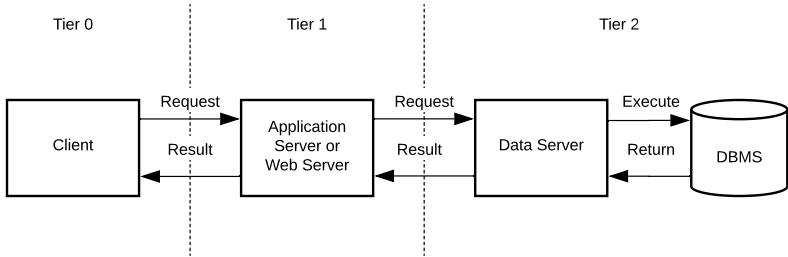 Tier 0
Tier 1
Tier 2
Request
Request
Execute
Client
Application
Server or
Web Server
Data Server
DBMS
Result
Result
Return